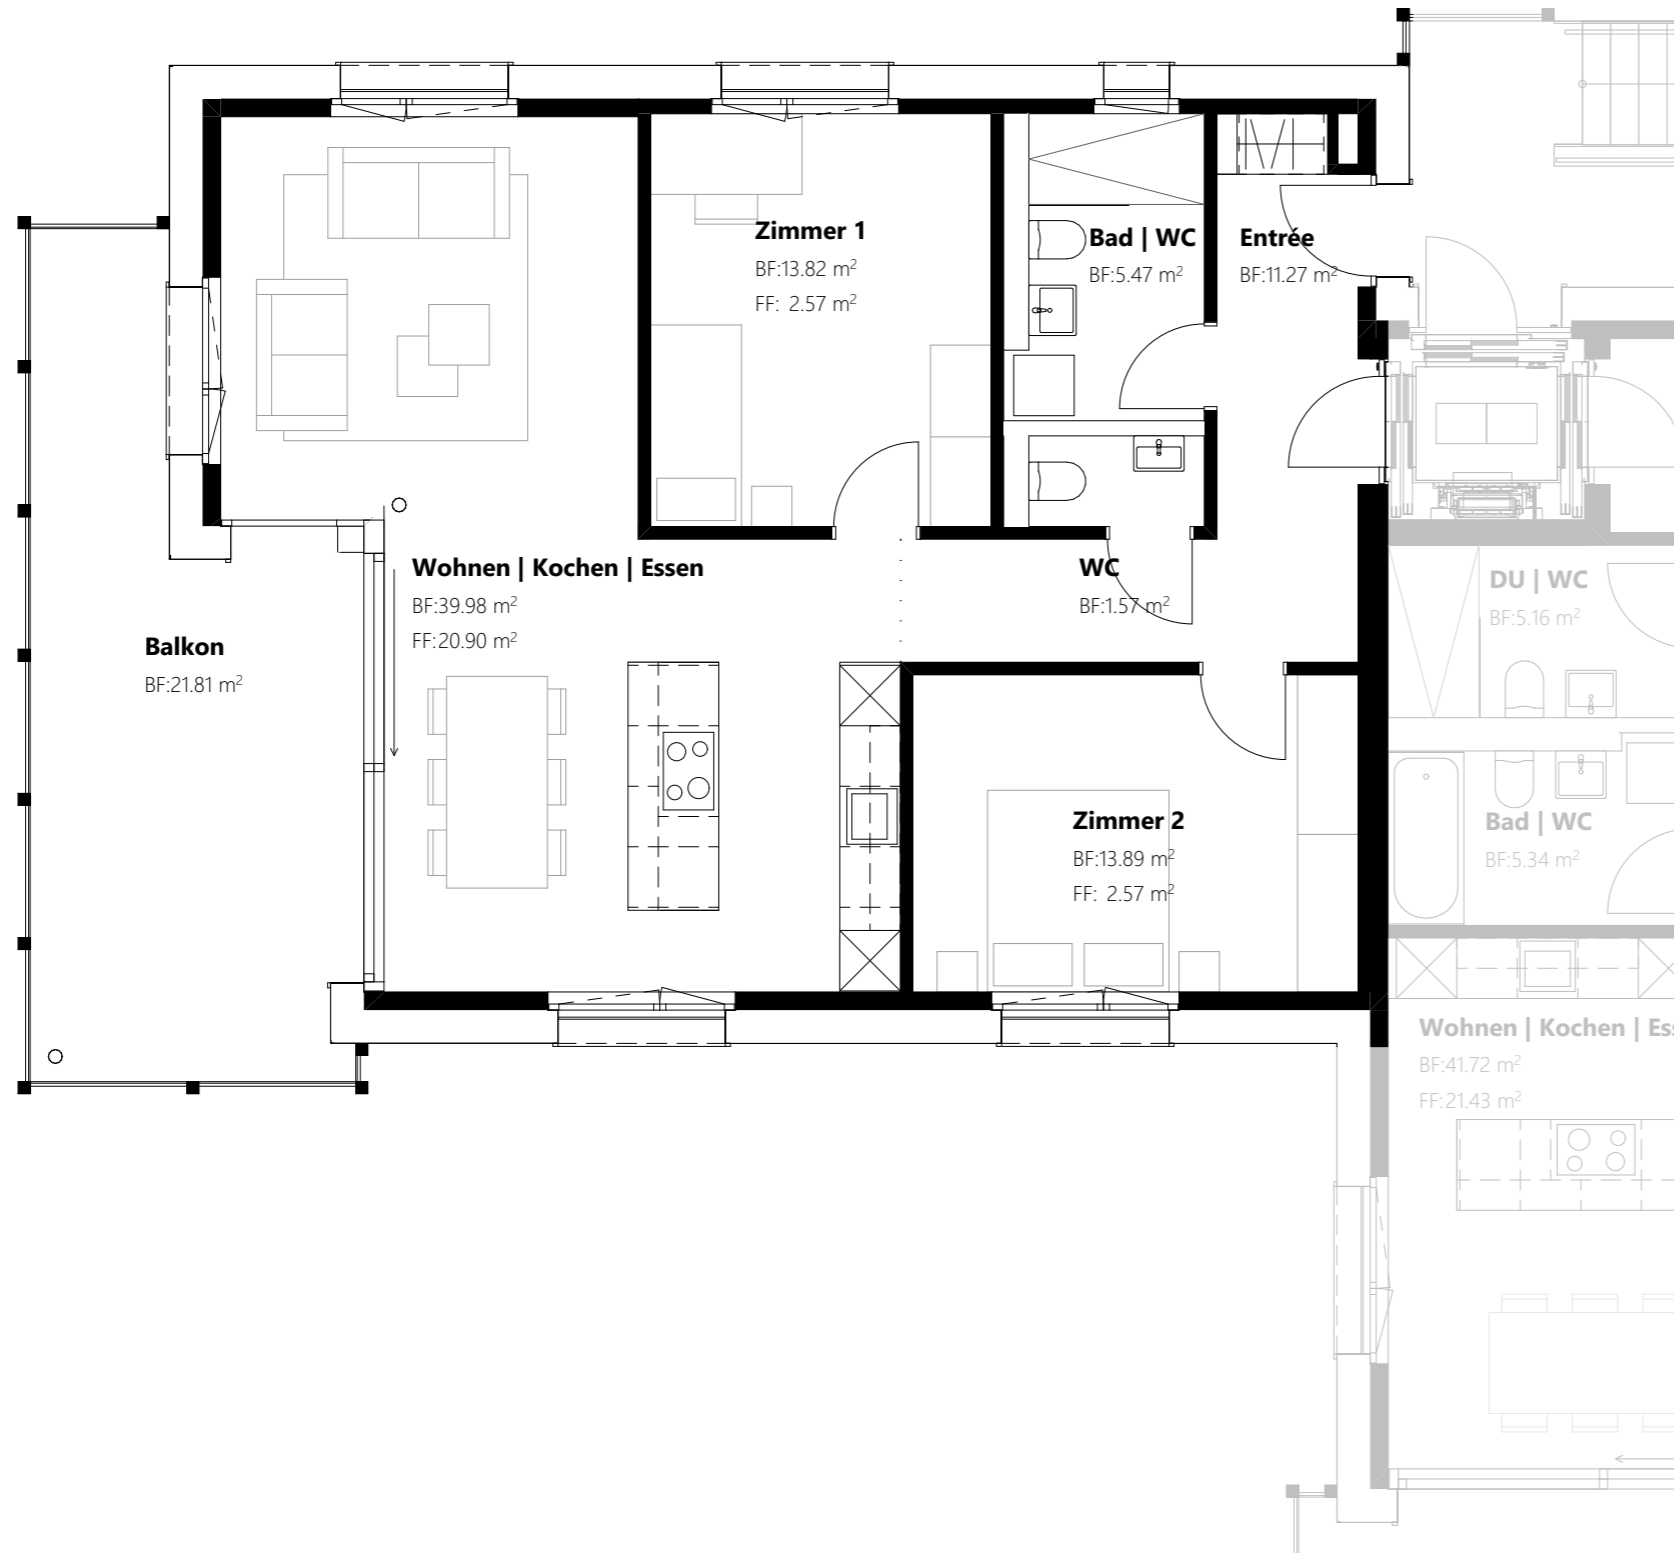 Zimmer 1
BF:13.82 m²
FF: 2.57 m²
Bad | WC
BF:5.47 m²
Entrée
BF:11.27 m²
Wohnen | Kochen | Essen
BF:39.98 m²
FF:20.90 m²
WC
BF:1.57 m²
Balkon
BF:21.81 m²
Zimmer 2
BF:13.89 m²
FF: 2.57 m²
DU | WC
BF:5.16 m²
Bad | WC
BF:5.34 m²
Wohnen | Kochen | Ess
BF:41.72 m²
FF:21.43 m²